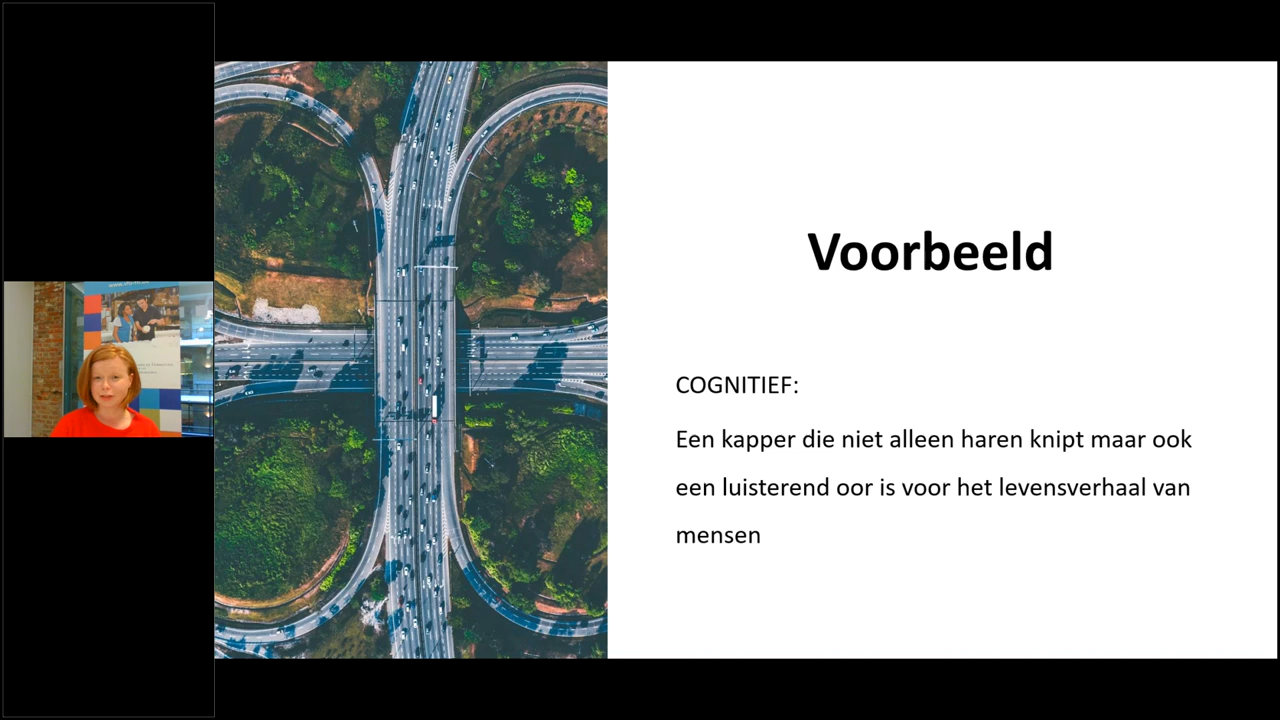 Voorbeeld
COGNITIEF:
Een kapper die niet alleen haren knipt maar ook
een luisterend oor is voor het levensverhaal van
mensen